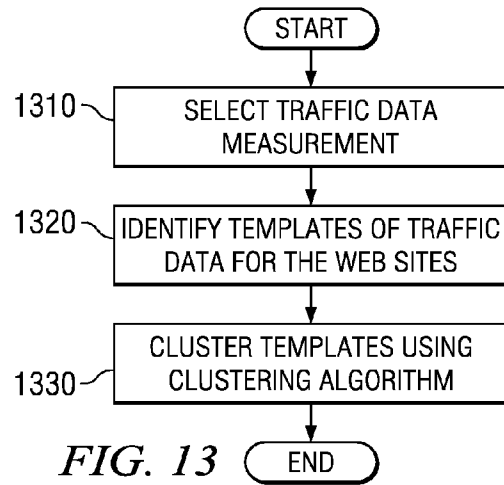 START
1310
SELECT TRAFFIC DATA
MEASUREMENT
1320
IDENTIFY TEMPLATES OF TRAFFIC
DATA FOR THE WEB SITES
1330
CLUSTER TEMPLATES USING
CLUSTERING ALGORITHM
FIG. 13
END